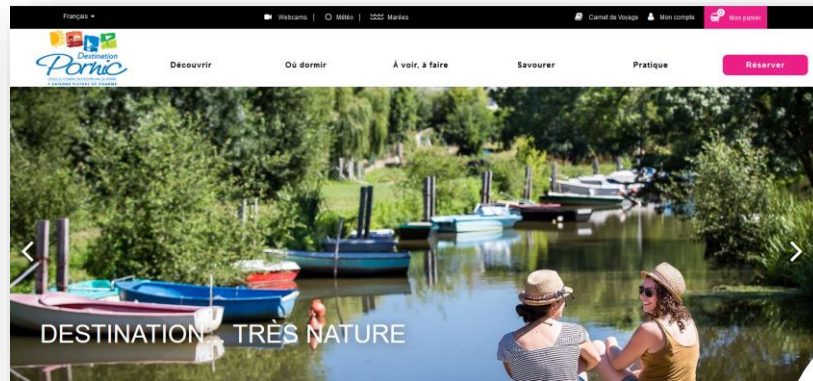 Français
Webcams | Météo | Marées
Carnet de Voyage
Mon compte
0
Mon panier
Destination
Pornic
Découvrir
Où dormir
À voir, à faire
Savourer
Pratique
Réserver
DESTINATION... TRÈS NATURE